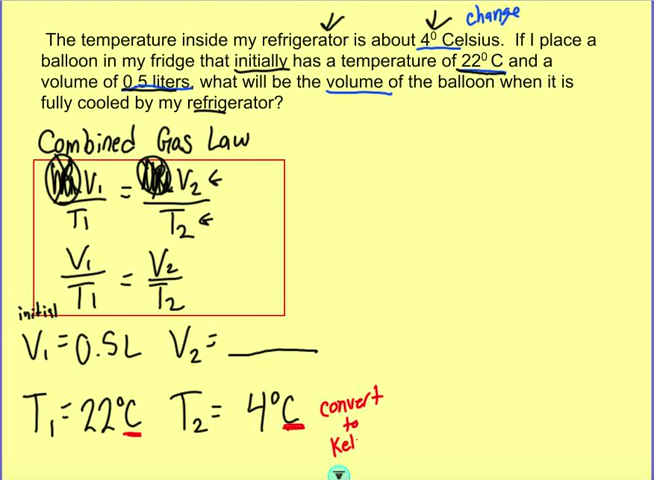 change
The temperature inside my refrigerator is about 4⁰ Celsius. If I place a
balloon in my fridge that initially has a temperature of 22⁰ C and a
volume of 0.5 liters, what will be the volume of the balloon when it is
fully cooled by my refrigerator?
Combined Gas Law
V₁ = V₂
T₁ T₂
V₁ = V₂
T₁ T₂
initial
V₁ = 0.5L V₂ = ____
T₁ = 22°C T₂ = 4°C
convert
to
Kel